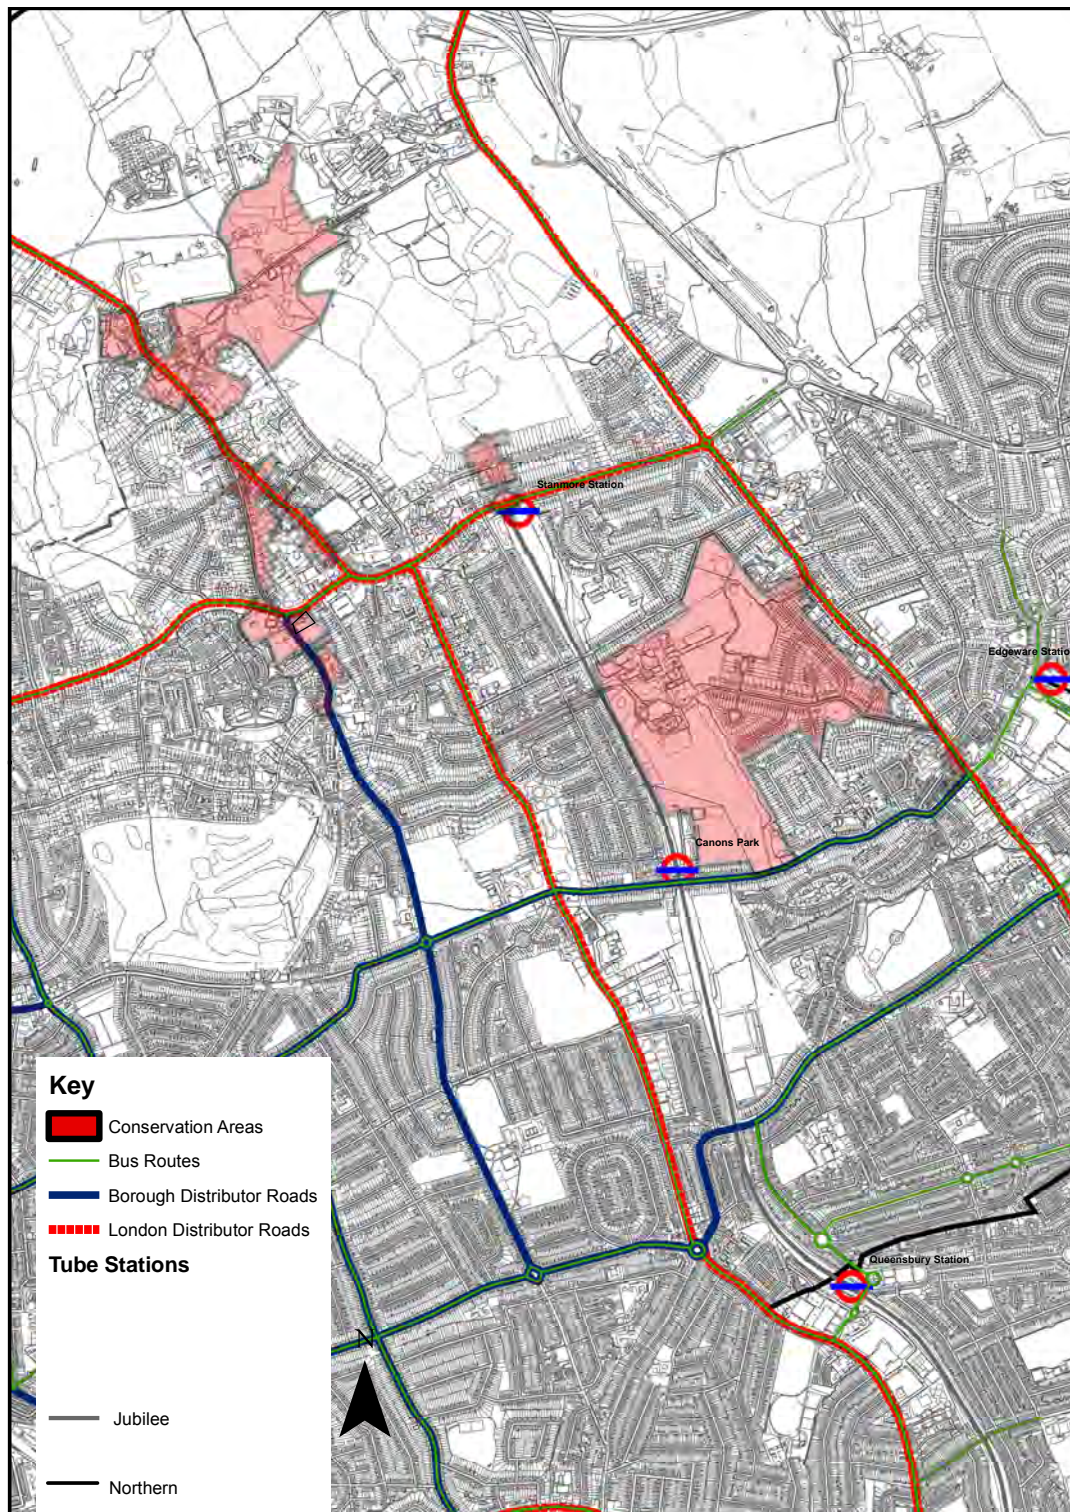 Stanmore Station
Edgeware Statio
Canons Park
Queensbury Station
Key
Conservation Areas
Bus Routes
Borough Distributor Roads
London Distributor Roads
Tube Stations
N
Jubilee
Northern